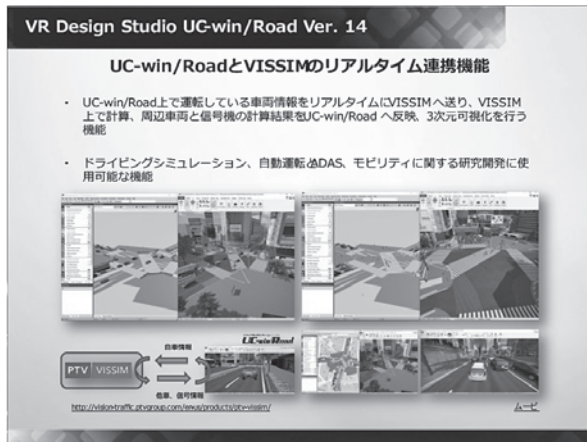 VR Design Studio UC-win/Road Ver. 14
UC-win/RoadとVISSIMのリアルタイム連携機能
・ UC-win/Road上で運転している車両情報をリアルタイムにVISSIMへ送り、VISSIM
上で計算、周辺車両と信号機の計算結果をUC-win/Road へ反映、3次元可視化を行う
機能
・ ドライビングシミュレーション、自動運転とADAS、モビリティに関する研究開発に使
用可能な機能
自車情報
UC-win/Road
PTV VISSIM
他車、信号情報
http://vision-traffic.ptvgroup.com/en-us/products/ptv-vissim/
ムービー